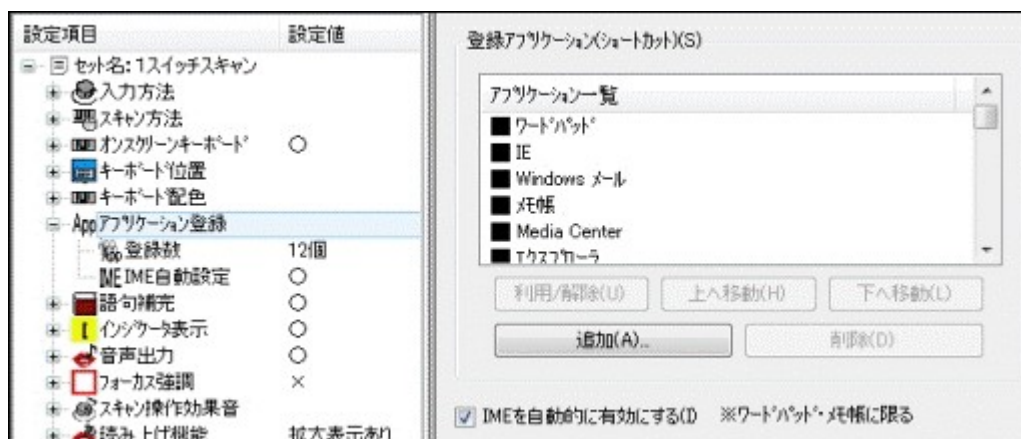 設定項目 設定値
セット名: 1スイッチスキャン
入力方法
スキャン方法
オンスクリーンキーボード ○
キーボード位置
キーボード配色
App アプリケーション登録
App 登録数 12個
IME IME自動設定 ○
語句補完 ○
インジケータ表示 ○
音声出力 ○
フォーカス強調 ×
スキャン操作効果音
読み上げ機能 拡大表示あり
登録アプリケーション(ショートカット)(S)
アプリケーション一覧
ワードパッド
IE
Windows メール
メモ帳
Media Center
エクスプローラ
利用/解除(U) 上へ移動(H) 下へ移動(L)
追加(A)... 削除(D)
IMEを自動的に有効にする(I) ※ワードパッド・メモ帳に限る